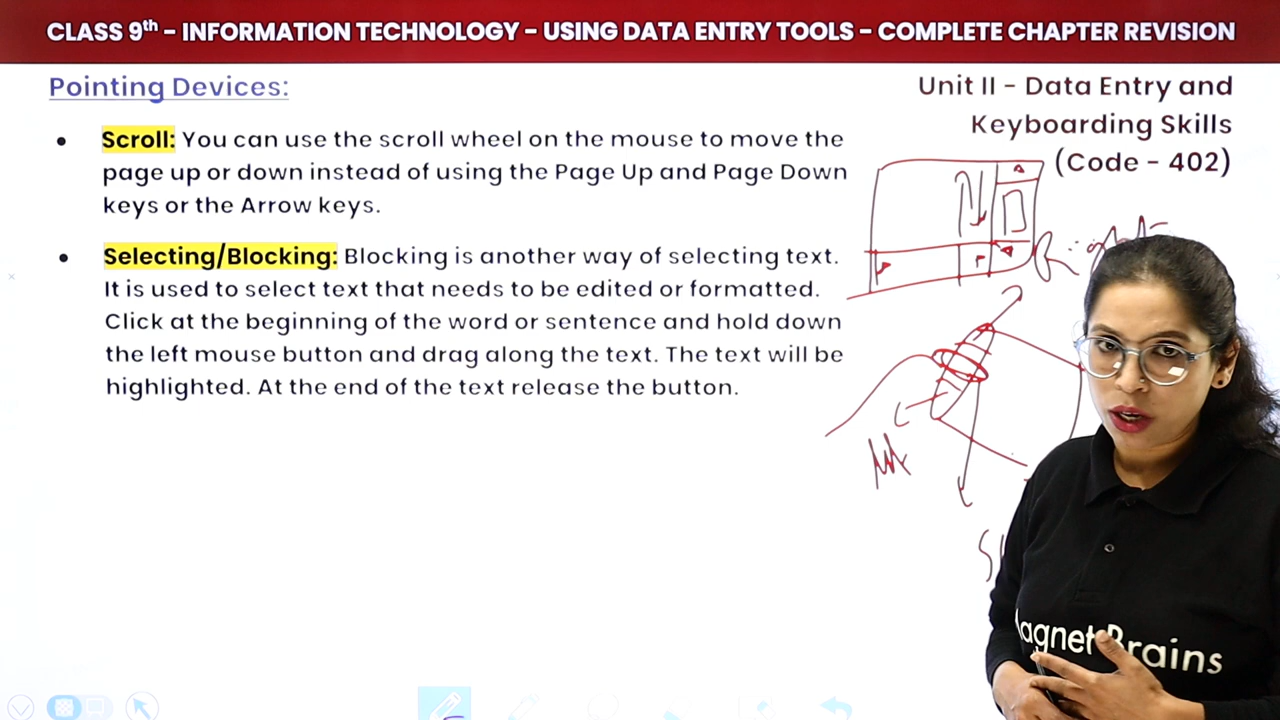 CLASS 9th - INFORMATION TECHNOLOGY - USING DATA ENTRY TOOLS - COMPLETE CHAPTER REVISION
Pointing Devices:
Unit II - Data Entry and
Keyboarding Skills
(Code - 402)
• Scroll: You can use the scroll wheel on the mouse to move the
page up or down instead of using the Page Up and Page Down
keys or the Arrow keys.
• Selecting/Blocking: Blocking is another way of selecting text.
It is used to select text that needs to be edited or formatted.
Click at the beginning of the word or sentence and hold down
the left mouse button and drag along the text. The text will be
highlighted. At the end of the text release the button.
Right
agnet Brains